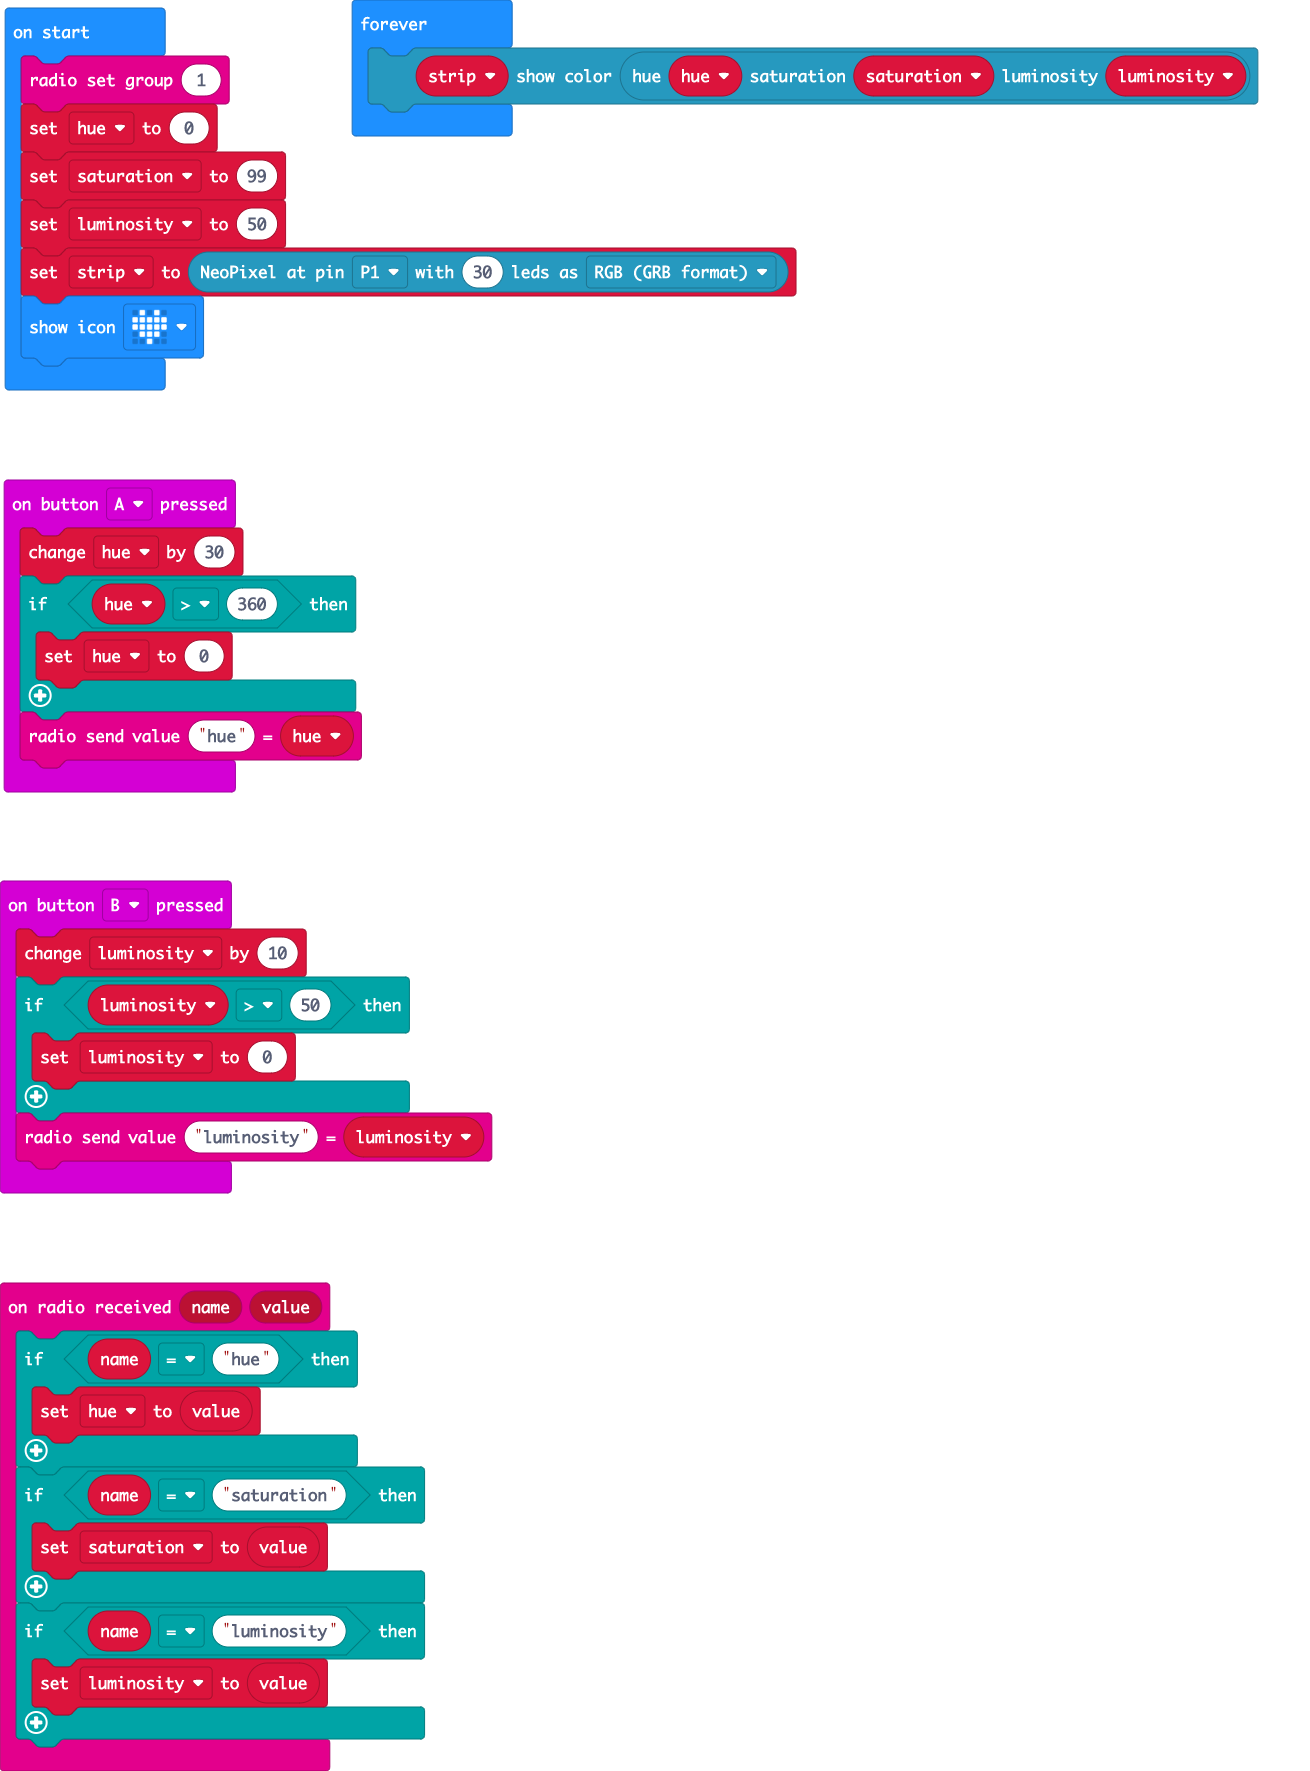 on start
radio set group 1
set hue to 0
set saturation to 99
set luminosity to 50
set strip to NeoPixel at pin P1 with 30 leds as RGB (GRB format)
show icon
forever
strip show color hue hue saturation saturation luminosity luminosity
on button A pressed
change hue by 30
if hue > 360 then
set hue to 0
radio send value "hue" = hue
on button B pressed
change luminosity by 10
if luminosity > 50 then
set luminosity to 0
radio send value "luminosity" = luminosity
on radio received name value
if name = "hue" then
set hue to value
if name = "saturation" then
set saturation to value
if name = "luminosity" then
set luminosity to value